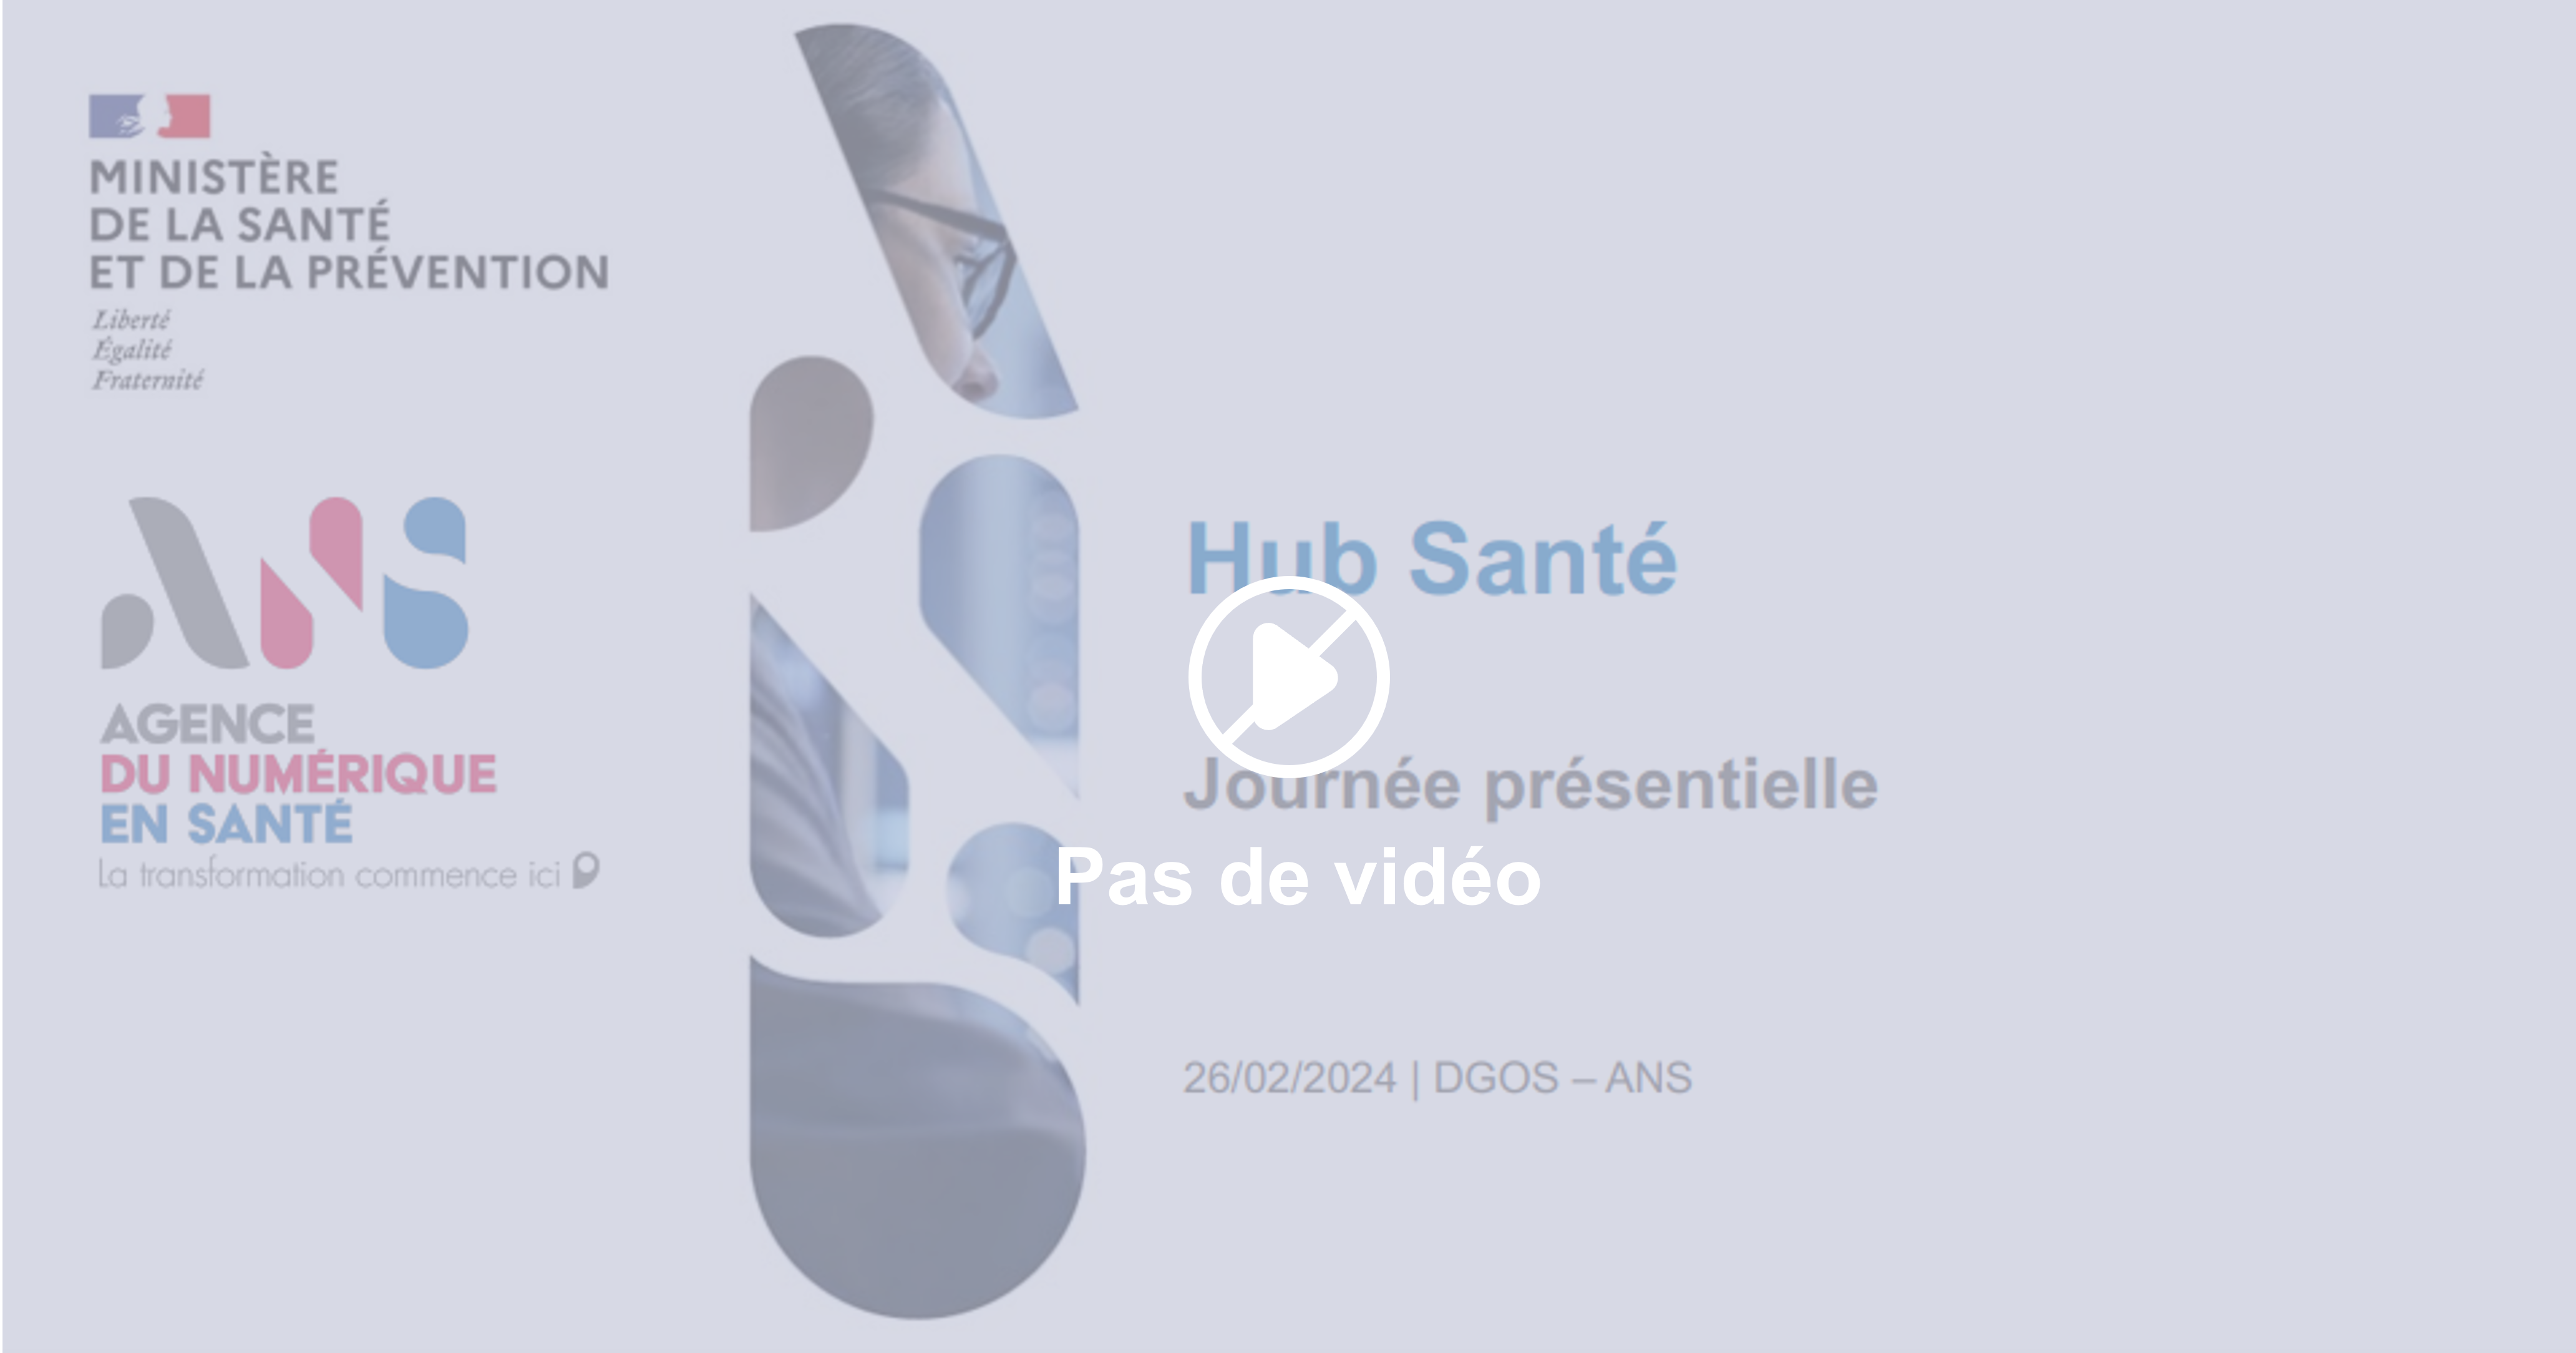 MINISTÈRE
DE LA SANTÉ
ET DE LA PRÉVENTION
Liberté
Égalité
Fraternité
ANS
AGENCE
DU NUMÉRIQUE
EN SANTÉ
La transformation commence ici
Hub Santé
Journée présentielle
Pas de vidéo
26/02/2024 | DGOS – ANS